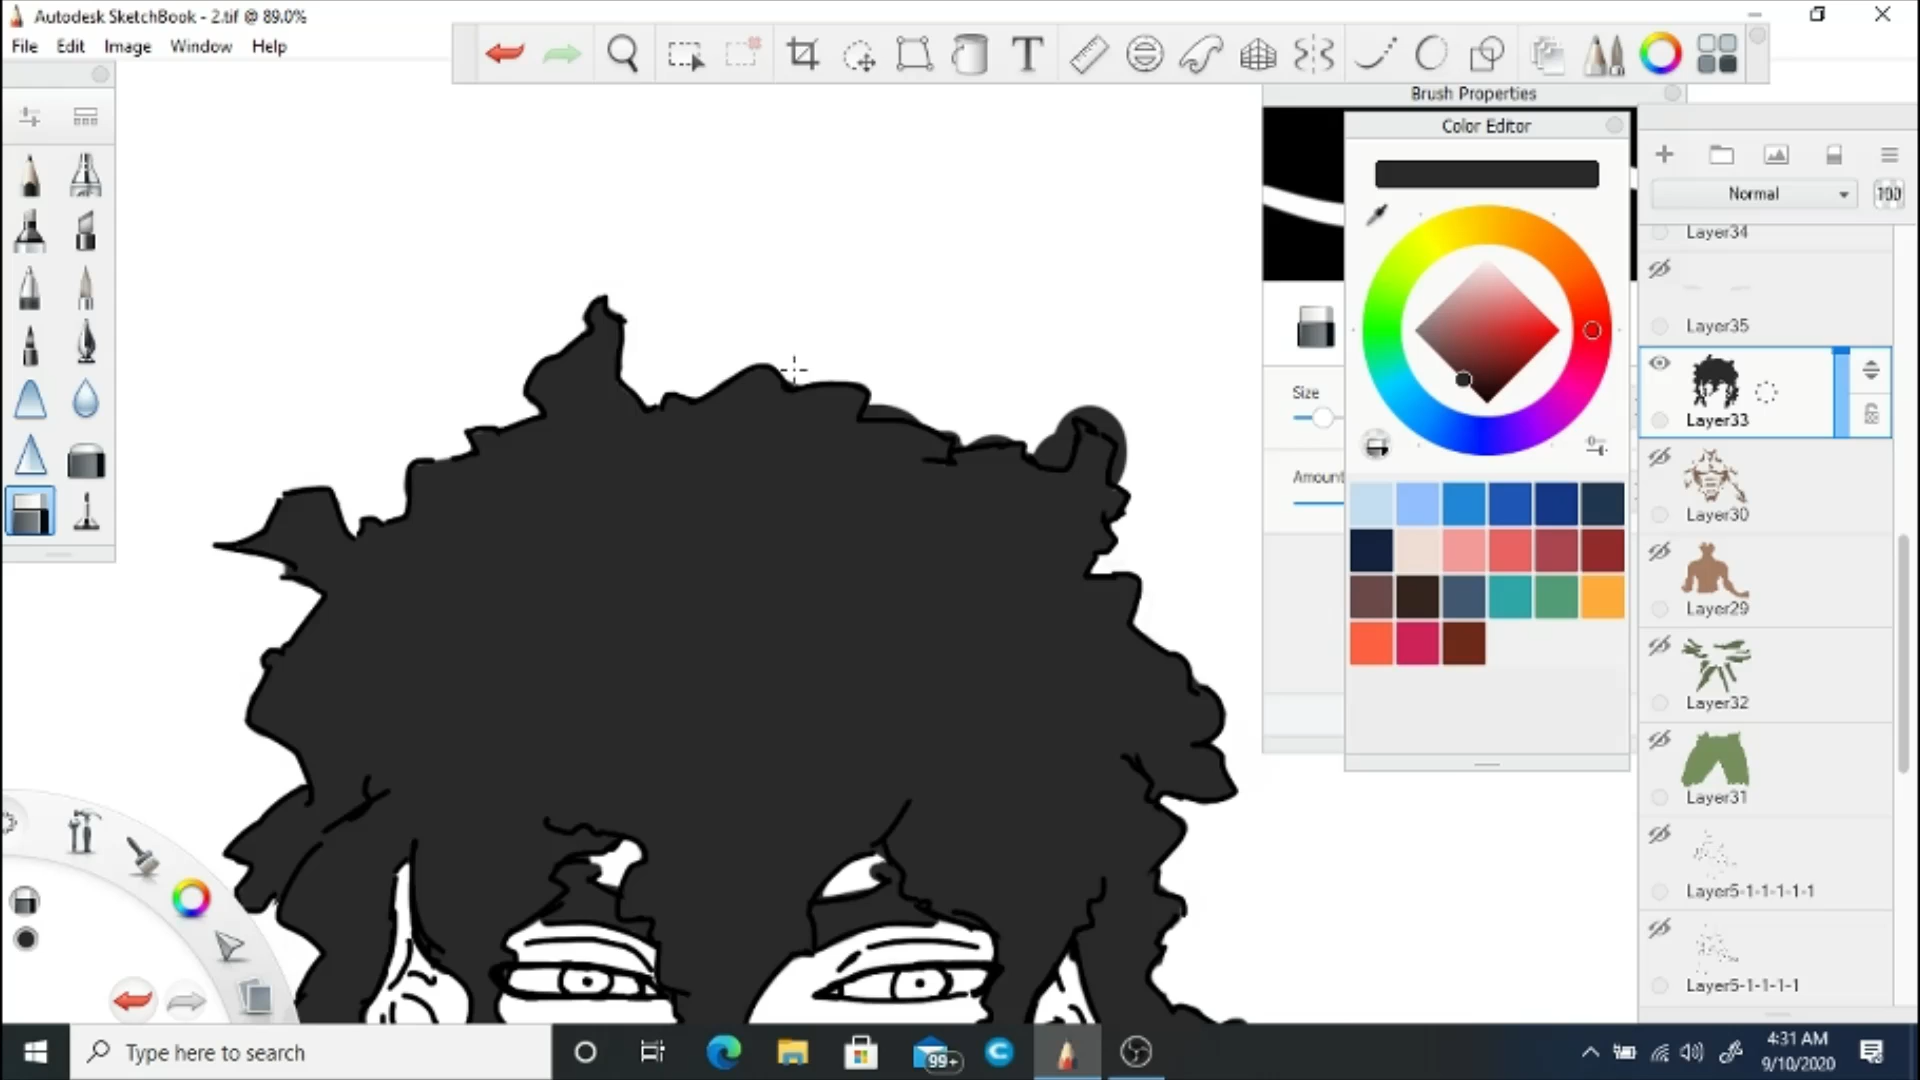 Autodesk SketchBook - 2.tif @ 89.0%
File Edit Image Window Help
T
Brush Properties
Color Editor
Normal 100
Layer34
Layer35
Size
Layer33
Amount
Layer30
Layer29
Layer32
Layer31
Layer5-1-1-1-1-1
Layer5-1-1-1-1
Type here to search
99+
4:31 AM
9/10/2020